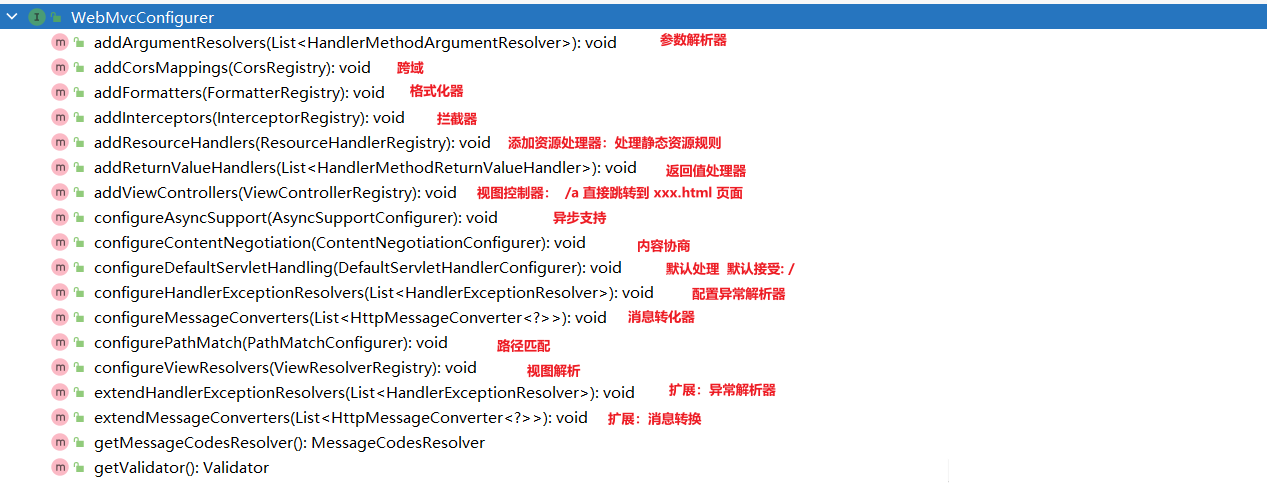 WebMvcConfigurer
addArgumentResolvers(List<HandlerMethodArgumentResolver>): void 参数解析器
addCorsMappings(CorsRegistry): void 跨域
addFormatters(FormatterRegistry): void 格式化器
addInterceptors(InterceptorRegistry): void 拦截器
addResourceHandlers(ResourceHandlerRegistry): void 添加资源处理器：处理静态资源规则
addReturnValueHandlers(List<HandlerMethodReturnValueHandler>): void 返回值处理器
addViewControllers(ViewControllerRegistry): void 视图控制器： /a 直接跳转到 xxx.html 页面
configureAsyncSupport(AsyncSupportConfigurer): void 异步支持
configureContentNegotiation(ContentNegotiationConfigurer): void 内容协商
configureDefaultServletHandling(DefaultServletHandlerConfigurer): void 默认处理 默认接受: /
configureHandlerExceptionResolvers(List<HandlerExceptionResolver>): void 配置异常解析器
configureMessageConverters(List<HttpMessageConverter<?>>): void 消息转化器
configurePathMatch(PathMatchConfigurer): void 路径匹配
configureViewResolvers(ViewResolverRegistry): void 视图解析
extendHandlerExceptionResolvers(List<HandlerExceptionResolver>): void 扩展：异常解析器
extendMessageConverters(List<HttpMessageConverter<?>>): void 扩展：消息转换
getMessageCodesResolver(): MessageCodesResolver
getValidator(): Validator